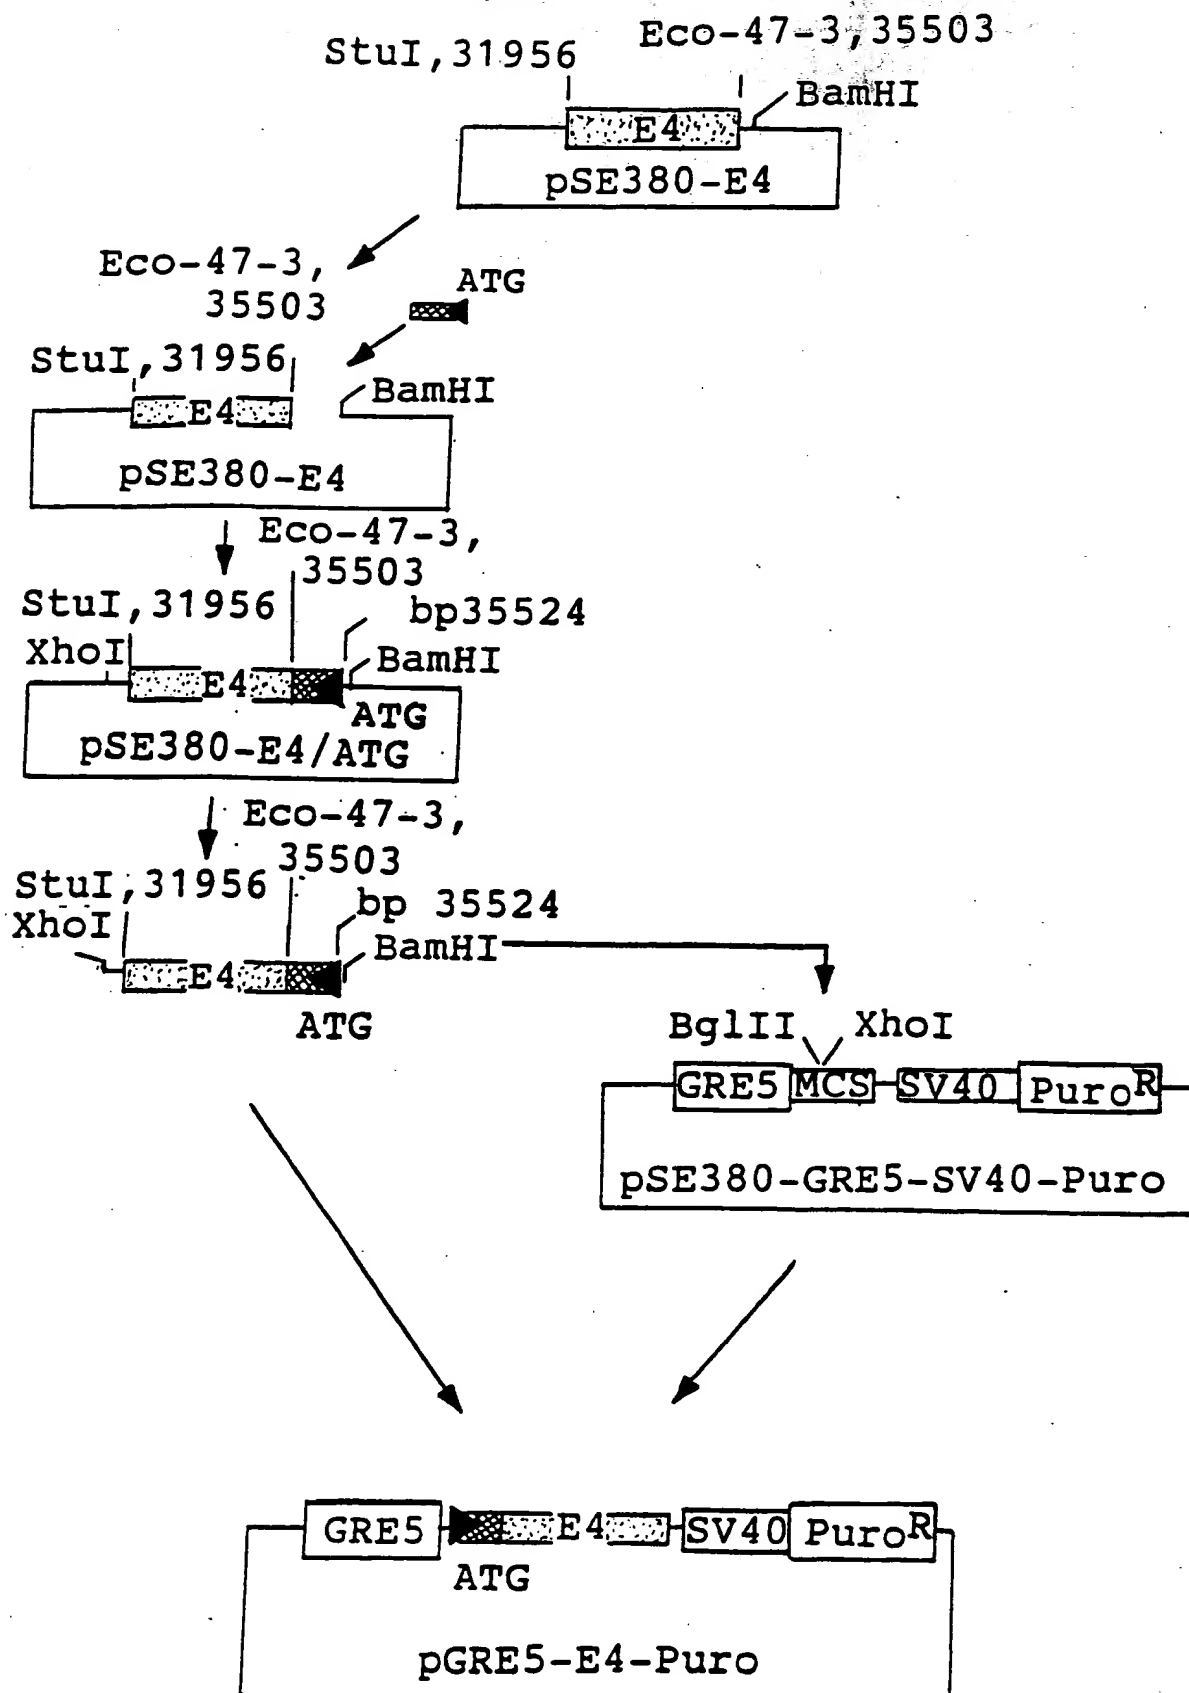 StuI,31956
Eco-47-3,35503
BamHI
E4
pSE380-E4
Eco-47-3,
35503
ATG
StuI,31956
BamHI
E4
pSE380-E4
Eco-47-3,
35503
StuI,31956
bp35524
XhoI
BamHI
E4
ATG
pSE380-E4/ATG
Eco-47-3,
35503
StuI,31956
bp 35524
XhoI
BamHI
E4
ATG
BglII XhoI
GRE5 MCS SV40 PuroR
pSE380-GRE5-SV40-Puro
GRE5 E4 SV40 PuroR
ATG
pGRE5-E4-Puro